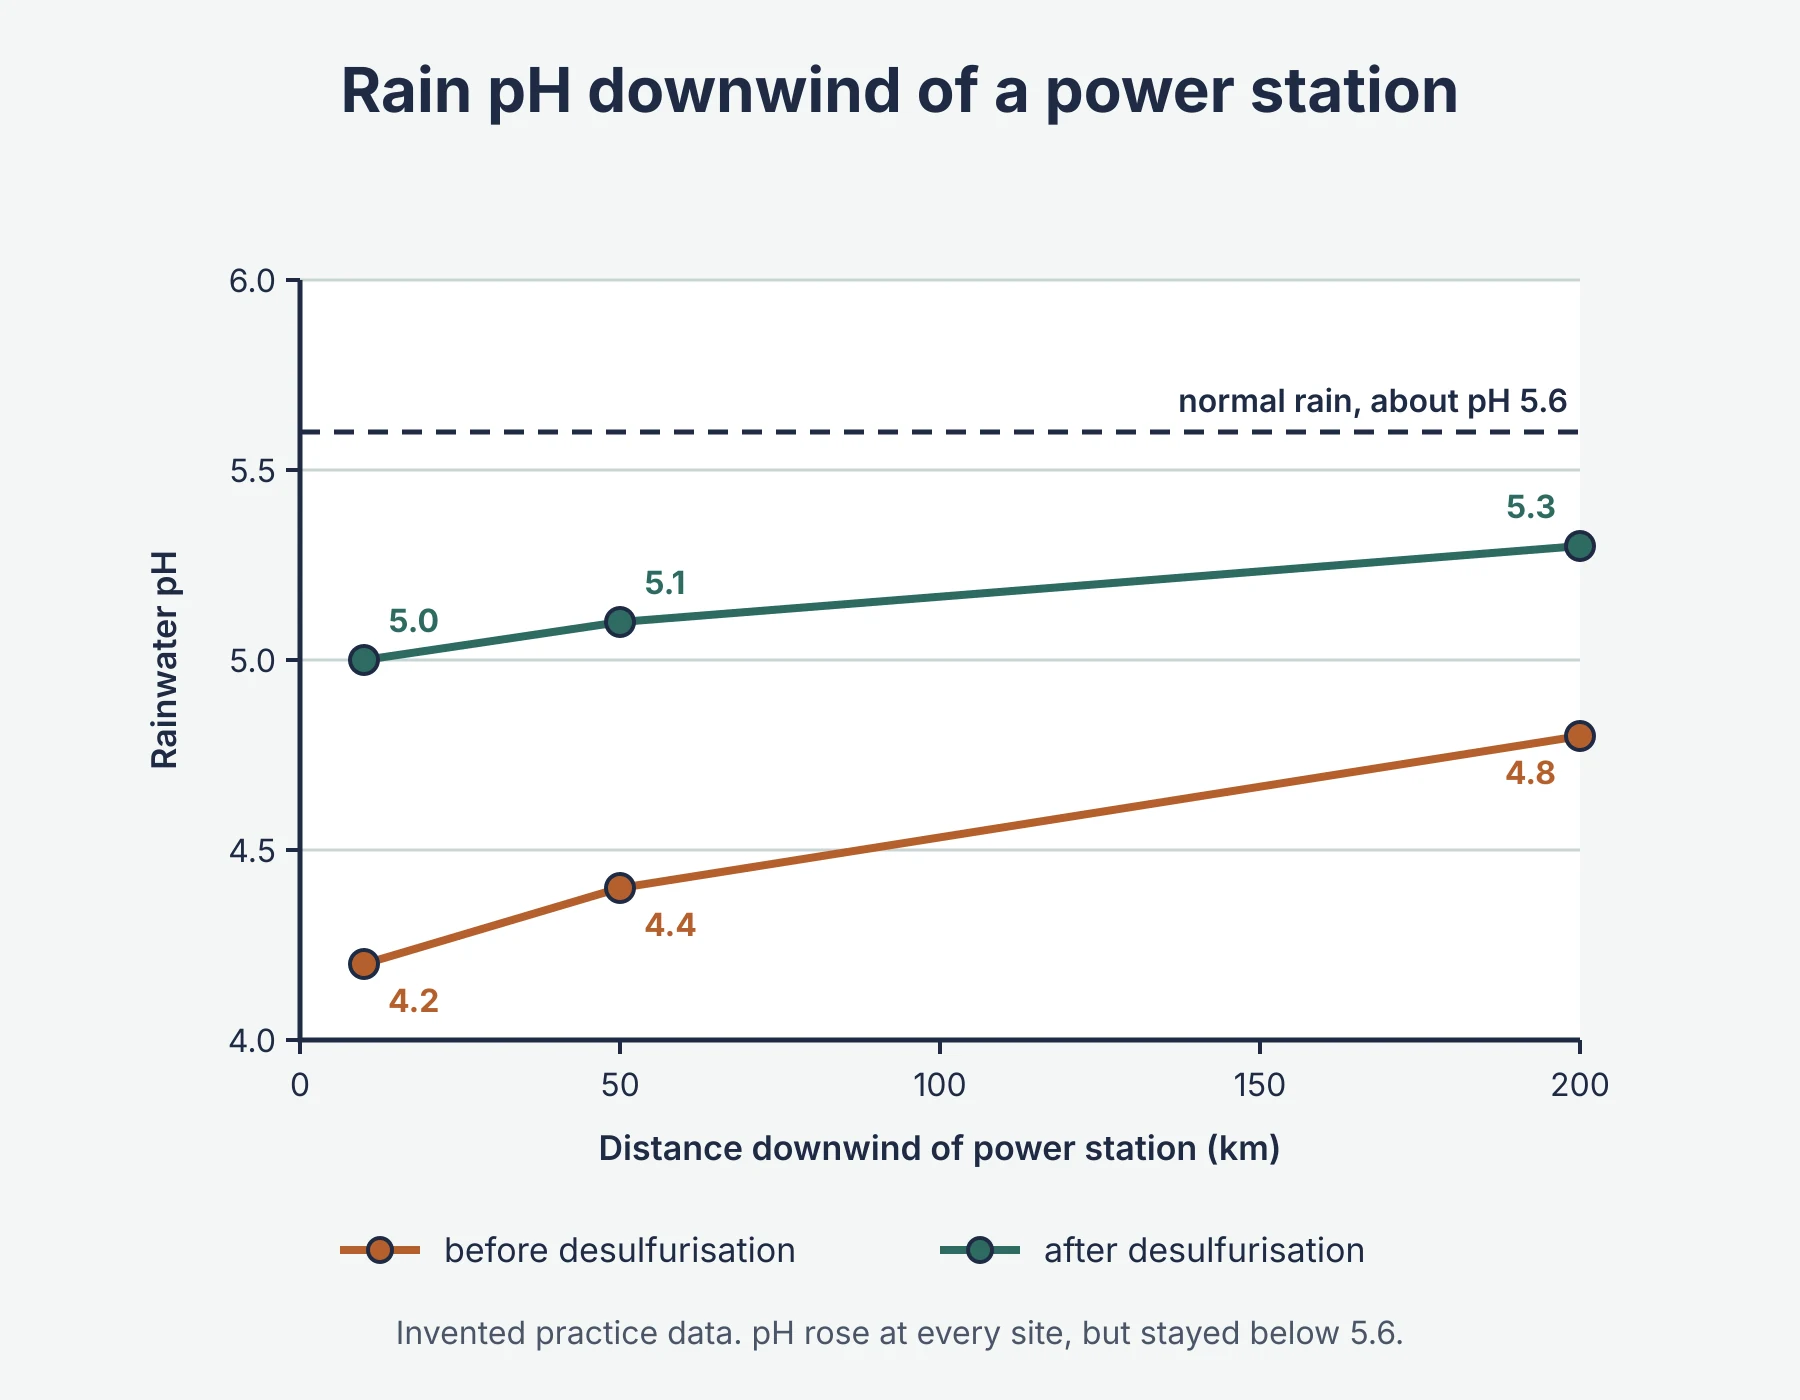 Rain pH downwind of a power station
6.0
normal rain, about pH 5.6
5.5
5.3
5.1
5.0
5.0
4.8
4.5
4.4
4.2
4.0
Rainwater pH
0 50 100 150 200
Distance downwind of power station (km)
before desulfurisation after desulfurisation
Invented practice data. pH rose at every site, but stayed below 5.6.